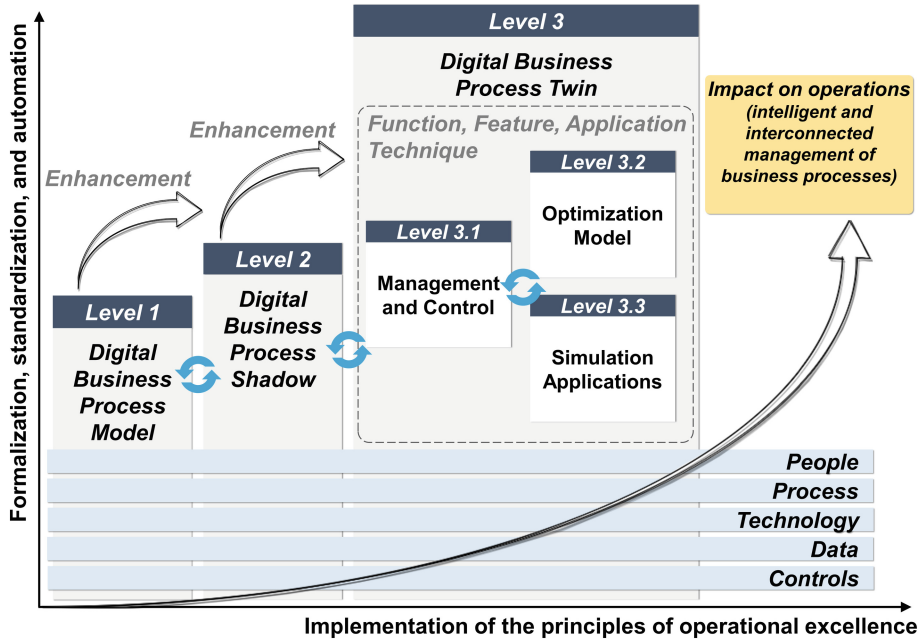 Formalization, standardization, and automation
Level 3
Digital Business
Process Twin
Function, Feature, Application
Technique
Level 3.2
Optimization
Model
Level 3.1
Management
and Control
Level 3.3
Simulation
Applications
Enhancement
Enhancement
Level 2
Digital
Business
Process
Shadow
Level 1
Digital
Business
Process
Model
Impact on operations
(intelligent and
interconnected
management of
business processes)
People
Process
Technology
Data
Controls
Implementation of the principles of operational excellence